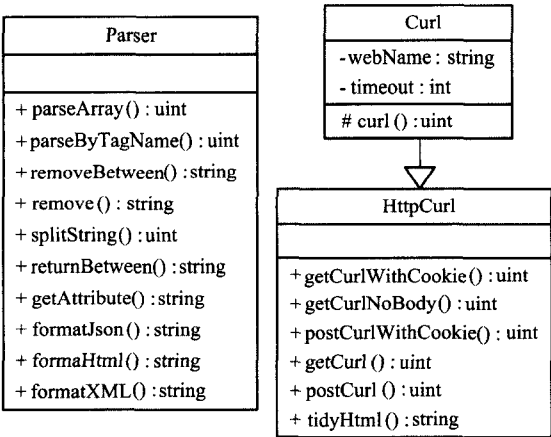 Parser
+ parseArray() : uint
+ parseByTagName() : uint
+ removeBetween() : string
+ remove() : string
+ splitString() : uint
+ returnBetween() : string
+ getAttribute() : string
+ formatJson() : string
+ formaHtml() : string
+ formatXML() : string
Curl
- webName : string
- timeout : int
# curl () : uint
HttpCurl
+ getCurlWithCookie() : uint
+ getCurlNoBody() : uint
+ postCurlWithCookie() : uint
+ getCurl () : uint
+ postCurl () : uint
+ tidyHtml() : string